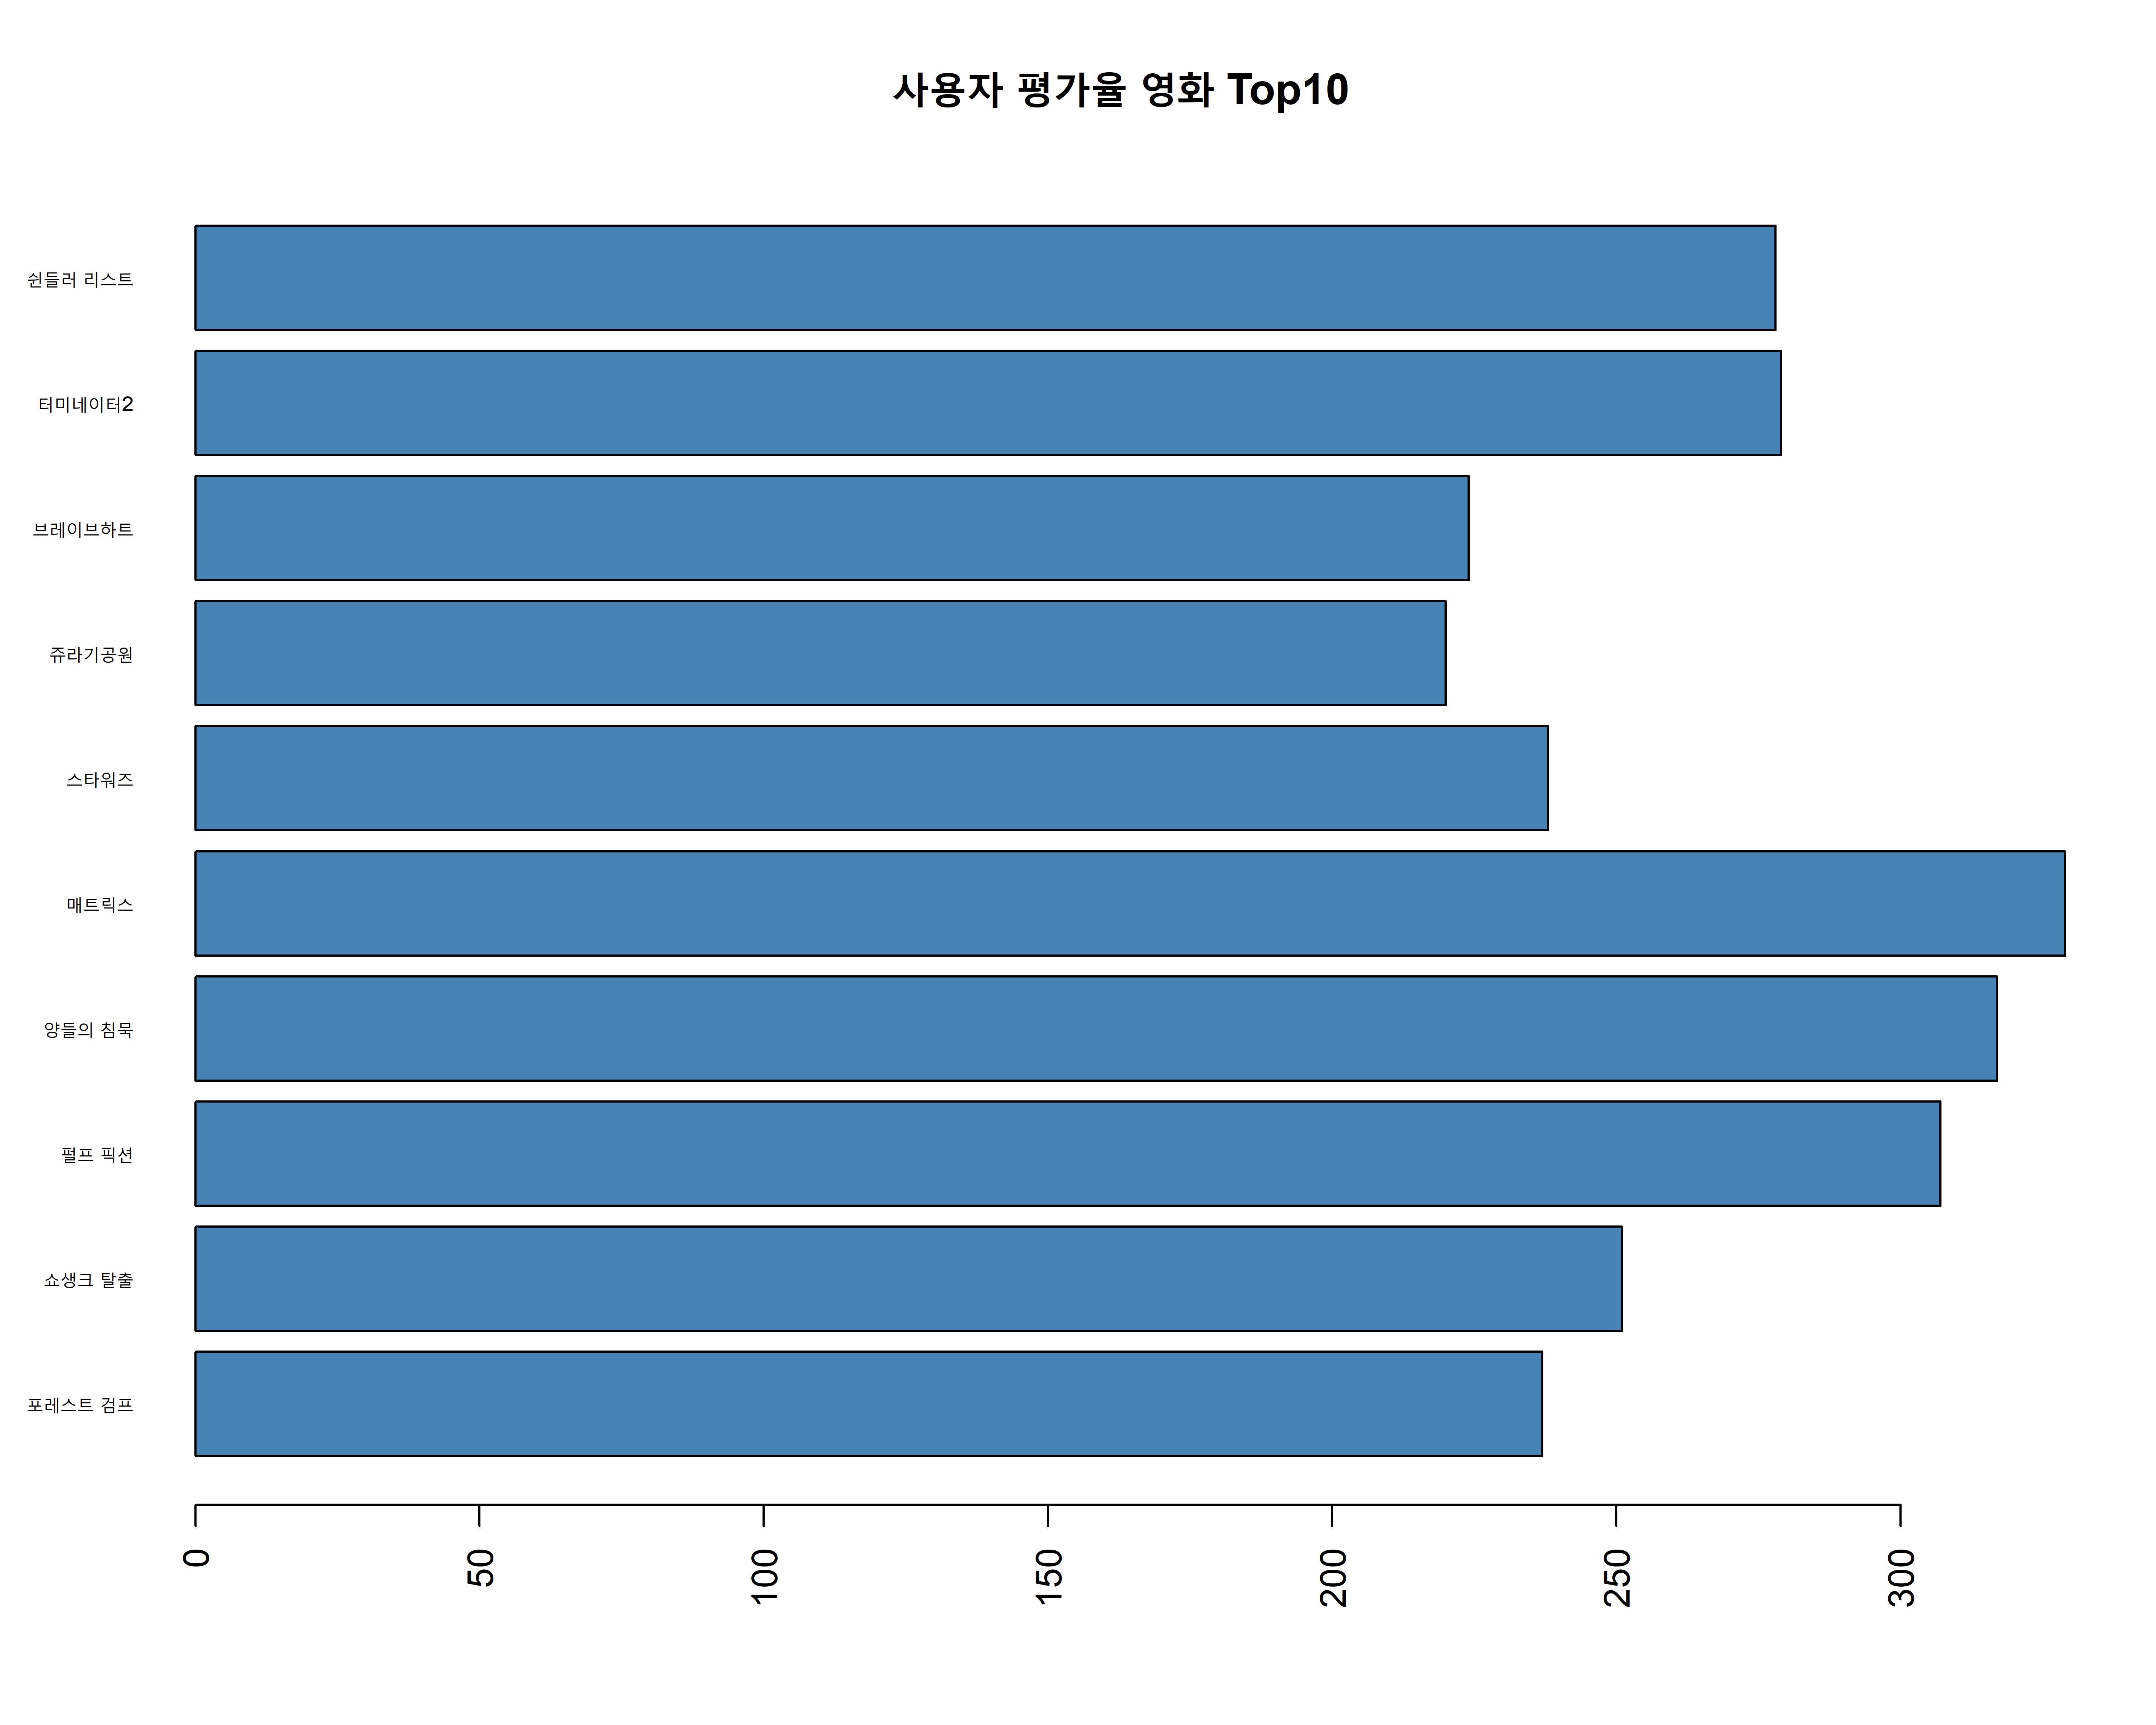 사용자 평가율 영화 Top10
쉰들러 리스트
터미네이터2
브레이브하트
쥬라기공원
스타워즈
매트릭스
양들의 침묵
펄프 픽션
쇼생크 탈출
포레스트 검프
0
50
100
150
200
250
300